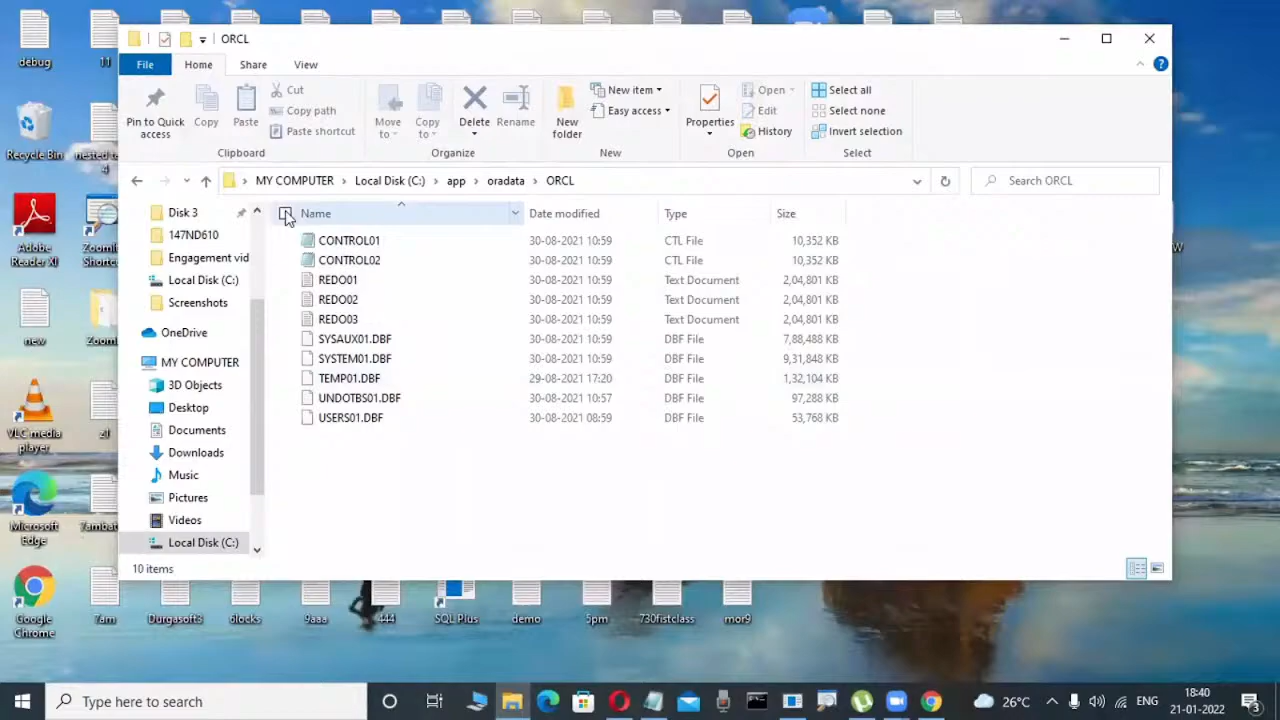 debug
11
Recycle Bin
nested ta
4
Adobe
Reader XI
Zoomit
Shortc
new
Zoom
VLC media
player
z1
Microsoft
Edge
7amba
Google
Chrome
7am
Durgasoft3
blocks
9aaa
444
SQL Plus
demo
5pm
730fistclass
mor9
W
ORCL
File
Home
Share
View
Pin to Quick
access
Copy
Paste
Cut
Copy path
Paste shortcut
Clipboard
Move
to
Copy
to
Delete
Rename
Organize
New
folder
New item
Easy access
New
Properties
Open
Edit
History
Open
Select all
Select none
Invert selection
Select
MY COMPUTER > Local Disk (C:) > app > oradata > ORCL
Search ORCL
Disk 3
147ND610
Engagement vid
Local Disk (C:)
Screenshots
OneDrive
MY COMPUTER
3D Objects
Desktop
Documents
Downloads
Music
Pictures
Videos
Local Disk (C:)
Name Date modified Type Size
CONTROL01 30-08-2021 10:59 CTL File 10,352 KB
CONTROL02 30-08-2021 10:59 CTL File 10,352 KB
REDO01 30-08-2021 10:59 Text Document 2,04,801 KB
REDO02 30-08-2021 10:59 Text Document 2,04,801 KB
REDO03 30-08-2021 10:59 Text Document 2,04,801 KB
SYSAUX01.DBF 30-08-2021 10:59 DBF File 7,88,488 KB
SYSTEM01.DBF 30-08-2021 10:59 DBF File 9,31,848 KB
TEMP01.DBF 29-08-2021 17:20 DBF File 1,32,104 KB
UNDOTBS01.DBF 30-08-2021 10:57 DBF File 97,288 KB
USERS01.DBF 30-08-2021 08:59 DBF File 53,768 KB
10 items
Type here to search
26°C
ENG
18:40
21-01-2022
3